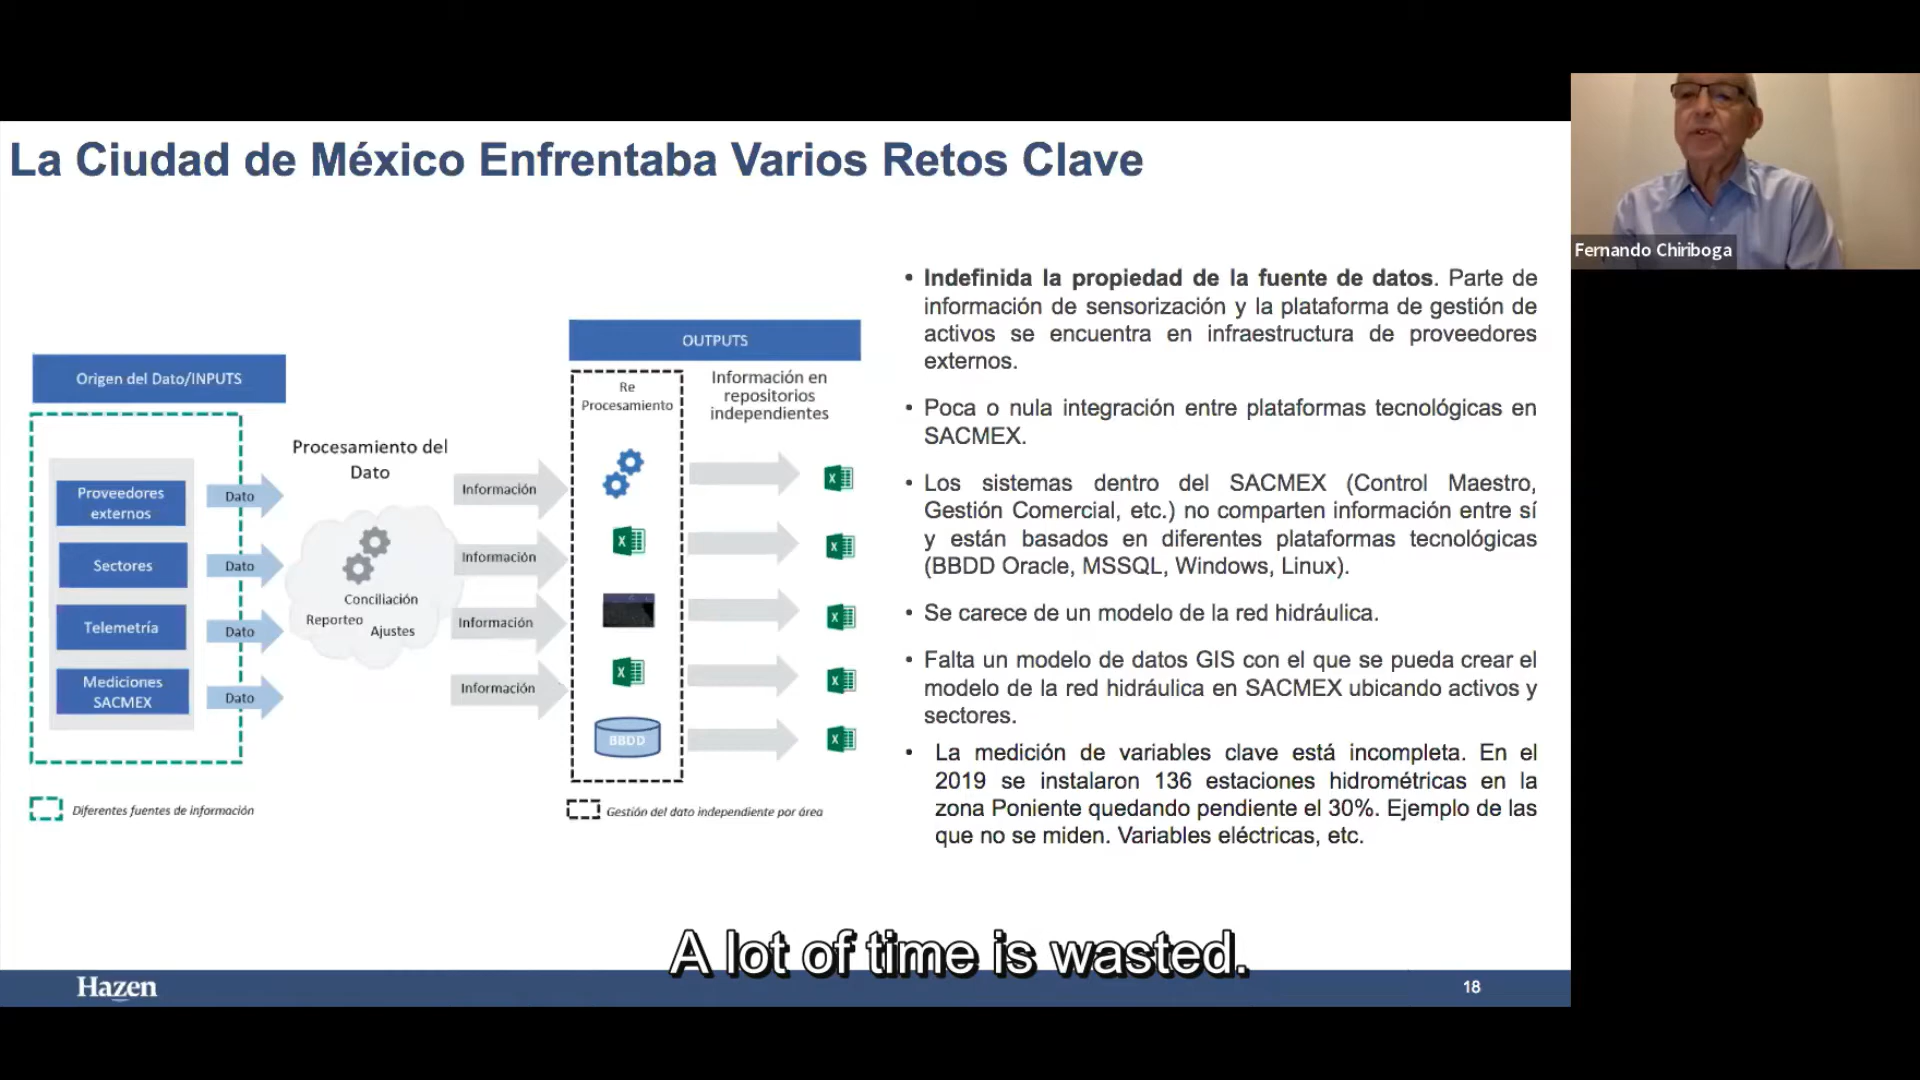 La Ciudad de México Enfrentaba Varios Retos Clave
Fernando Chiriboga
Origen del Dato/INPUTS
Proveedores
externos
Sectores
Telemetría
Mediciones
SACMEX
Dato
Dato
Dato
Dato
Procesamiento del
Dato
Conciliación
Reporteo
Ajustes
Información
Información
Información
Información
OUTPUTS
Re
Procesamiento
Información en
repositorios
independientes
BBDD
Diferentes fuentes de información
Gestión del dato independiente por área
• Indefinida la propiedad de la fuente de datos. Parte de
información de sensorización y la plataforma de gestión de
activos se encuentra en infraestructura de proveedores
externos.
• Poca o nula integración entre plataformas tecnológicas en
SACMEX.
• Los sistemas dentro del SACMEX (Control Maestro,
Gestión Comercial, etc.) no comparten información entre sí
y están basados en diferentes plataformas tecnológicas
(BBDD Oracle, MSSQL, Windows, Linux).
• Se carece de un modelo de la red hidráulica.
• Falta un modelo de datos GIS con el que se pueda crear el
modelo de la red hidráulica en SACMEX ubicando activos y
sectores.
• La medición de variables clave está incompleta. En el
2019 se instalaron 136 estaciones hidrométricas en la
zona Poniente quedando pendiente el 30%. Ejemplo de las
que no se miden. Variables eléctricas, etc.
A lot of time is wasted.
Hazen
18